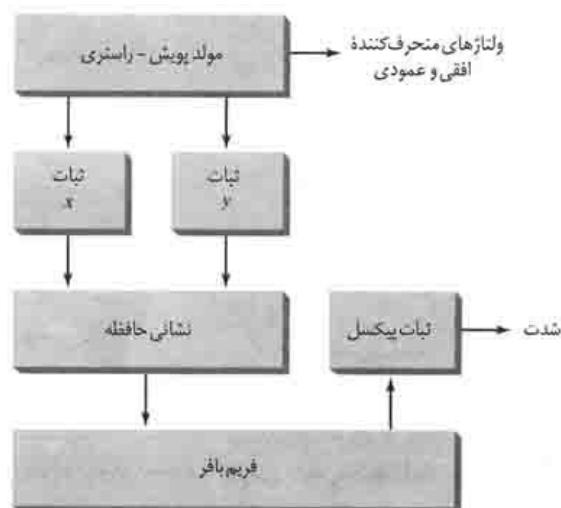 مولد پویش - راستری
ولتاژهای منحرف‌کنندهٔ
افقی و عمودی
ثبات
x
ثبات
y
نشانی حافظه
ثبات پیکسل
شدت
فریم بافر